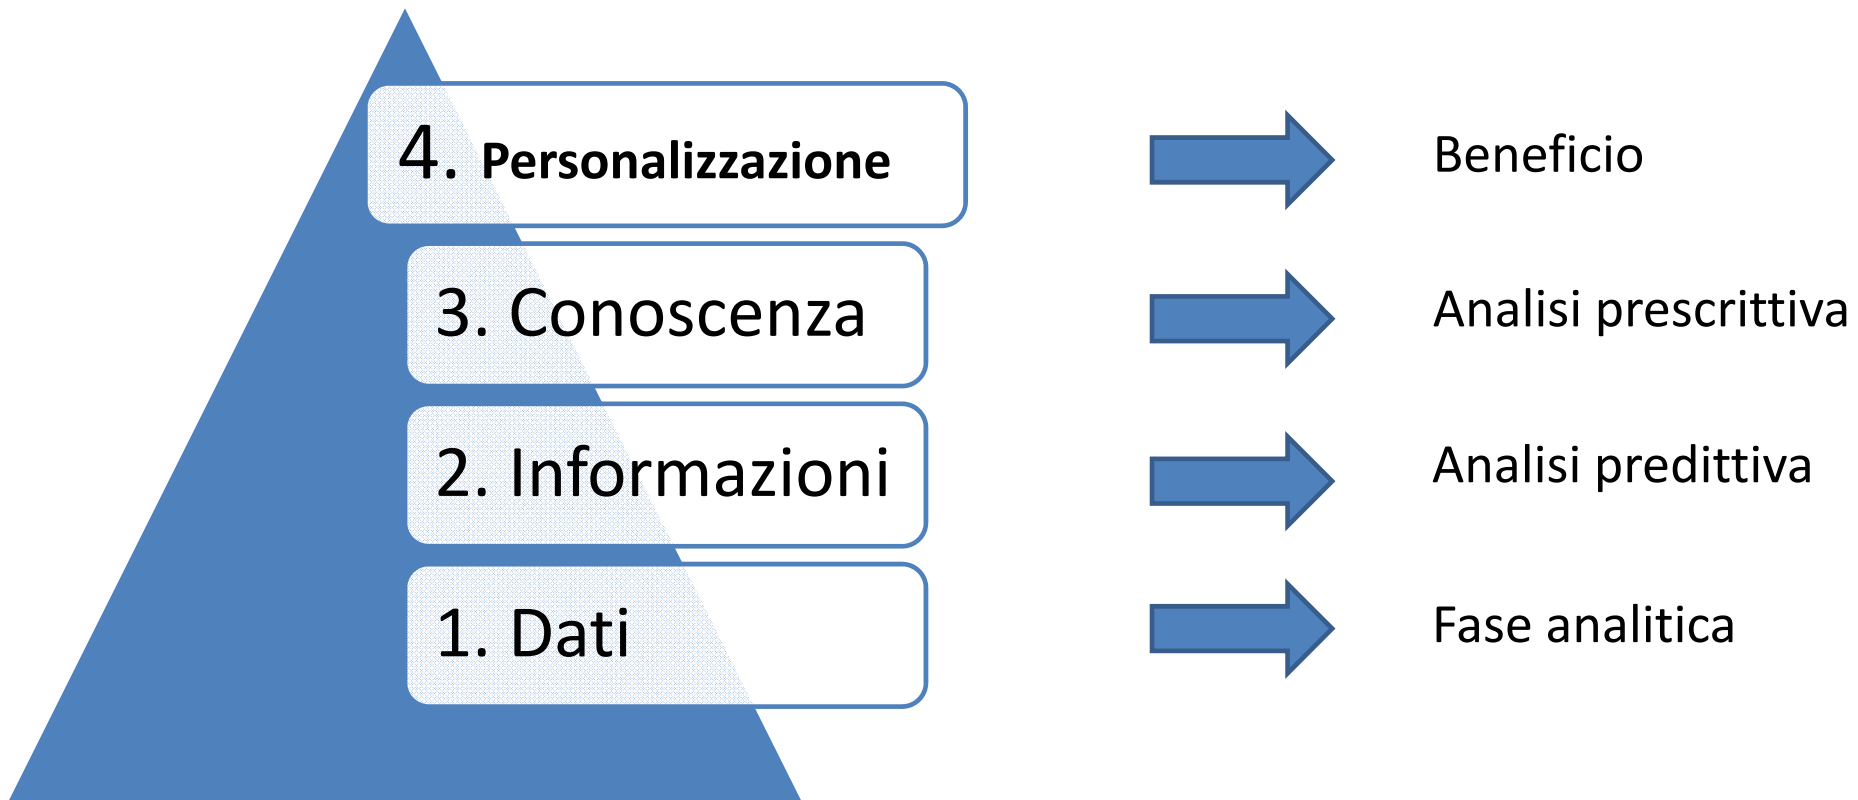 4. Personalizzazione
Beneficio
3. Conoscenza
Analisi prescrittiva
2. Informazioni
Analisi predittiva
1. Dati
Fase analitica